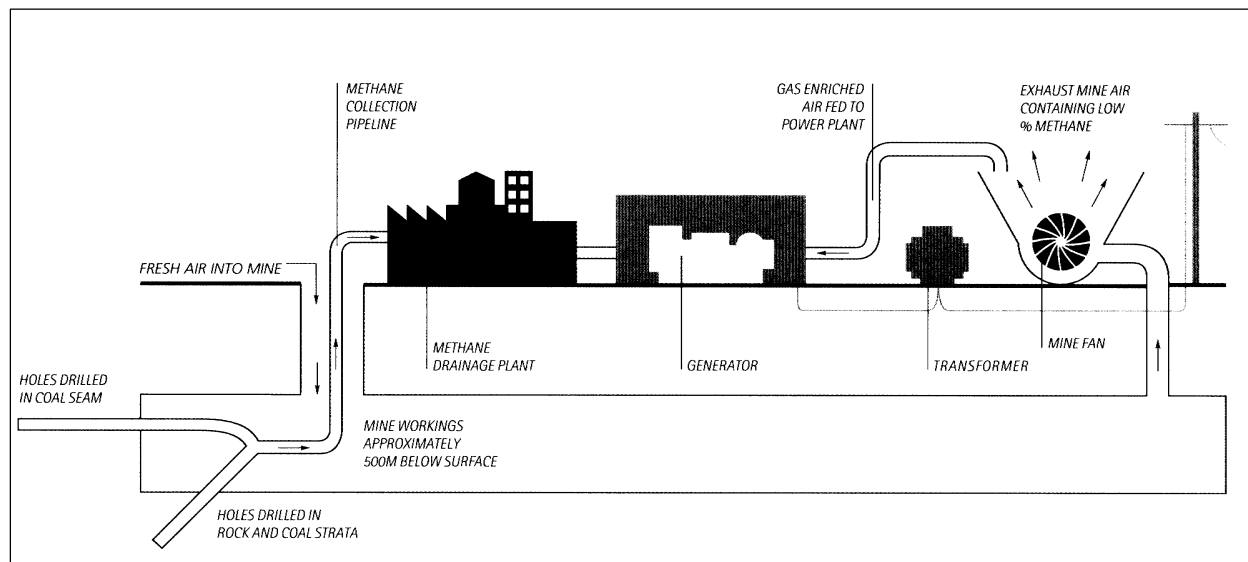 METHANE
COLLECTION
PIPELINE
GAS ENRICHED
AIR FED TO
POWER PLANT
EXHAUST MINE AIR
CONTAINING LOW
% METHANE
FRESH AIR INTO MINE
METHANE
DRAINAGE PLANT
GENERATOR
TRANSFORMER
MINE FAN
HOLES DRILLED
IN COAL SEAM
MINE WORKINGS
APPROXIMATELY
500M BELOW SURFACE
HOLES DRILLED IN
ROCK AND COAL STRATA